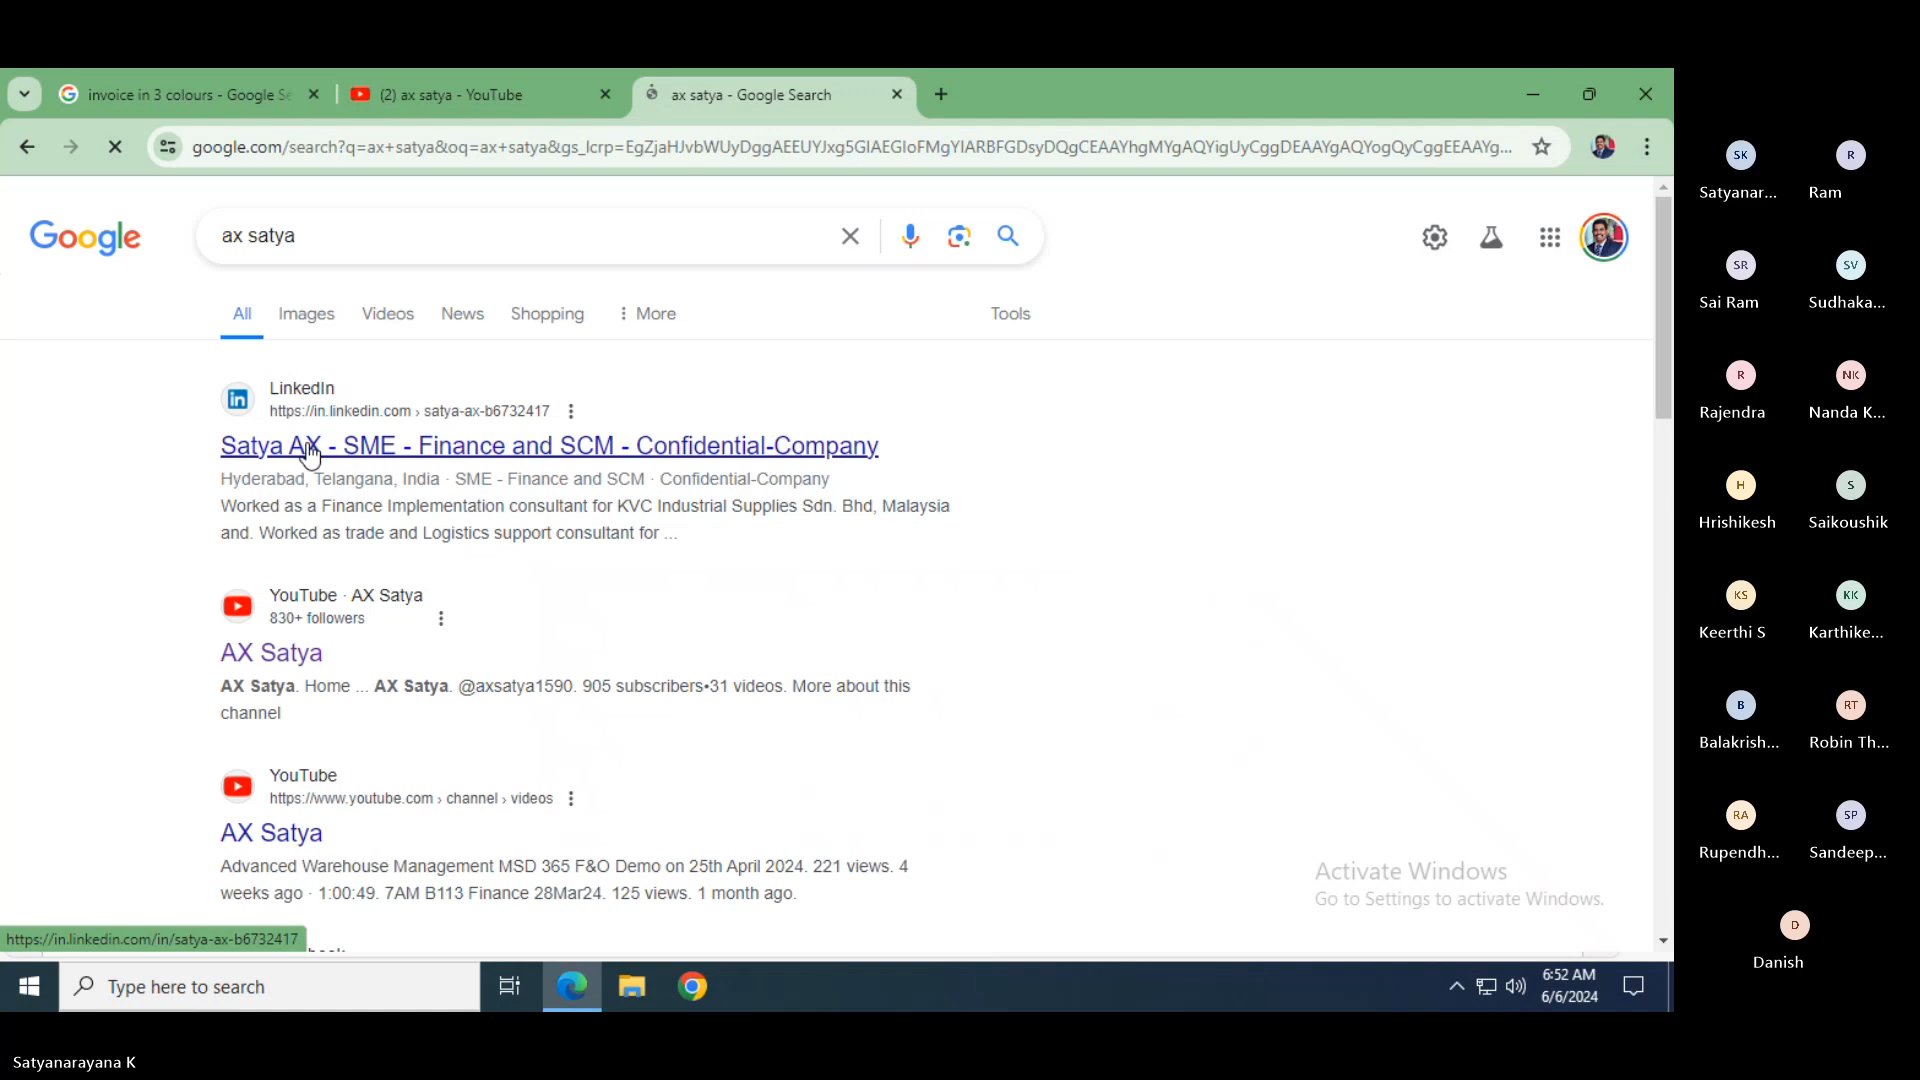 invoice in 3 colours - Google Se
(2) ax satya - YouTube
ax satya - Google Search
google.com/search?q=ax+satya&oq=ax+satya&gs_lcrp=EgZjaHJvbWUyDggAEEUYJxg5GIAEGIoFMgYIARBFGDsyDQgCEAAYhgMYgAQYigUyCggDEAAYgAQYogQyCggEEAAYg...
Google
ax satya
All Images Videos News Shopping More Tools
LinkedIn
https://in.linkedin.com › satya-ax-b6732417
Satya AX - SME - Finance and SCM - Confidential-Company
Hyderabad, Telangana, India · SME - Finance and SCM · Confidential-Company
Worked as a Finance Implementation consultant for KVC Industrial Supplies Sdn. Bhd, Malaysia
and. Worked as trade and Logistics support consultant for ...
YouTube · AX Satya
830+ followers
AX Satya
AX Satya. Home ... AX Satya. @axsatya1590. 905 subscribers•31 videos. More about this
channel
YouTube
https://www.youtube.com › channel › videos
AX Satya
Advanced Warehouse Management MSD 365 F&O Demo on 25th April 2024. 221 views. 4
weeks ago · 1:00:49. 7AM B113 Finance 28Mar24. 125 views. 1 month ago.
Activate Windows
Go to Settings to activate Windows.
https://in.linkedin.com/in/satya-ax-b6732417
Type here to search
6:52 AM
6/6/2024
SK R
Satyanar... Ram
SR SV
Sai Ram Sudhaka...
R NK
Rajendra Nanda K...
H S
Hrishikesh Saikoushik
KS KK
Keerthi S Karthike...
B RT
Balakrish... Robin Th...
RA SP
Rupendh... Sandeep...
D
Danish
Satyanarayana K